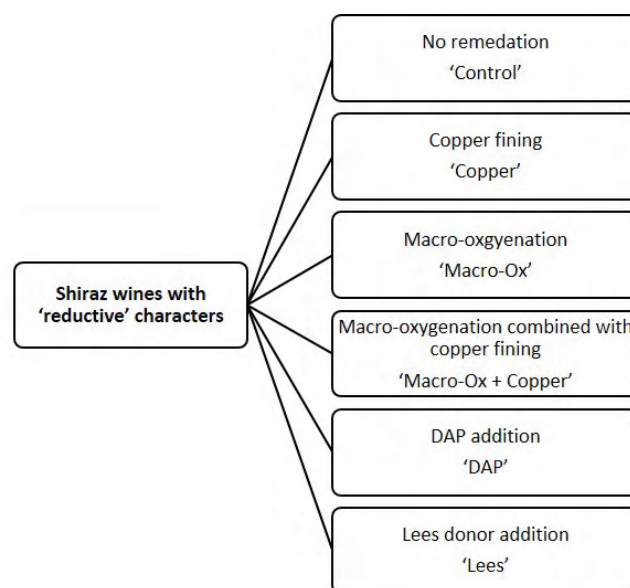 No remedation
'Control'
Copper fining
'Copper'
Macro-oxgyenation
'Macro-Ox'
Shiraz wines with
'reductive' characters
Macro-oxygenation combined with
copper fining
'Macro-Ox + Copper'
DAP addition
'DAP'
Lees donor addition
'Lees'